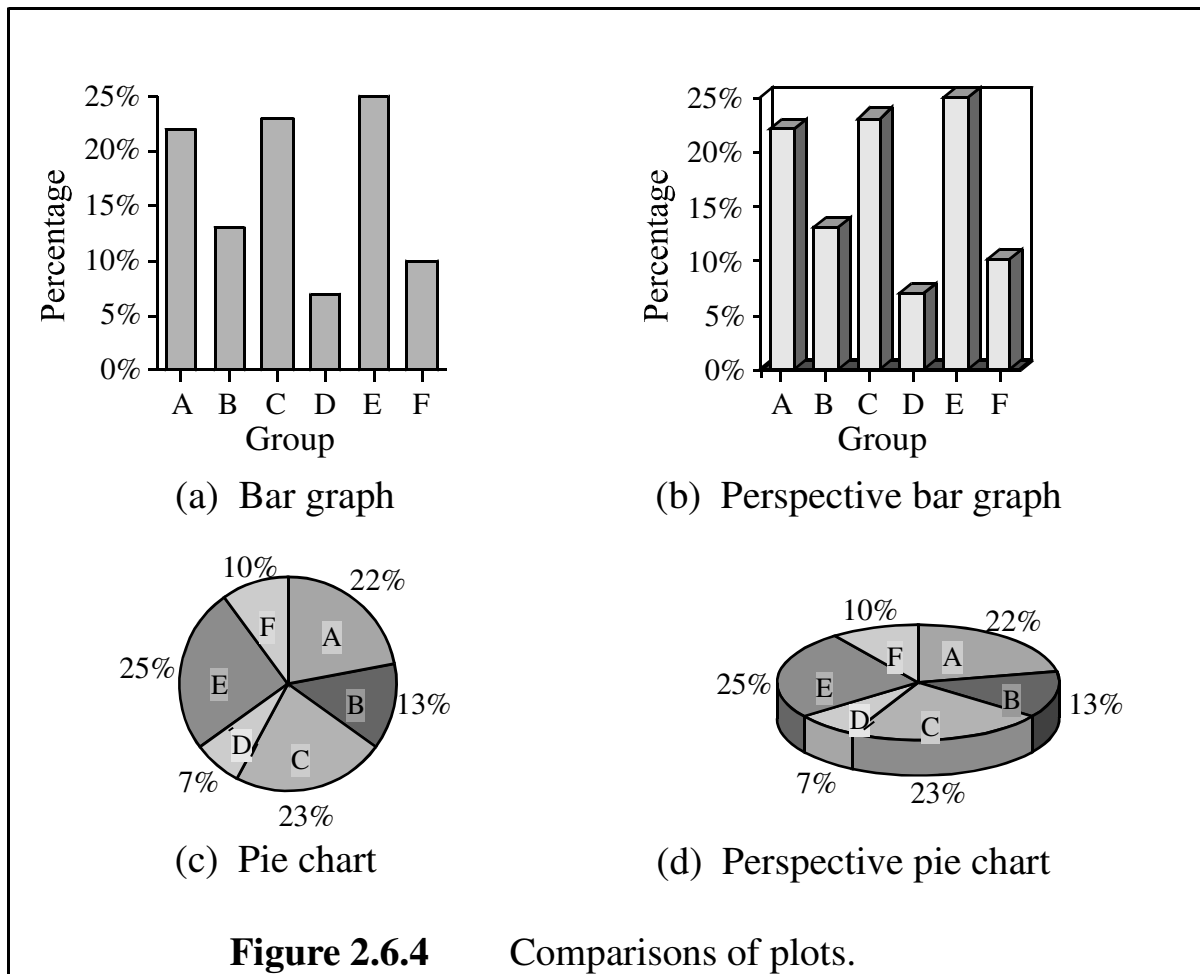 25%
20%
15%
10%
5%
0%
Percentage
A B C D E F
Group
(a) Bar graph
25%
20%
15%
10%
5%
0%
Percentage
A B C D E F
Group
(b) Perspective bar graph
10%
22%
F
A
25%
E
B
13%
D
C
7%
23%
(c) Pie chart
10%
22%
F
A
25%
E
B
13%
D
C
7%
23%
(d) Perspective pie chart
Figure 2.6.4 Comparisons of plots.